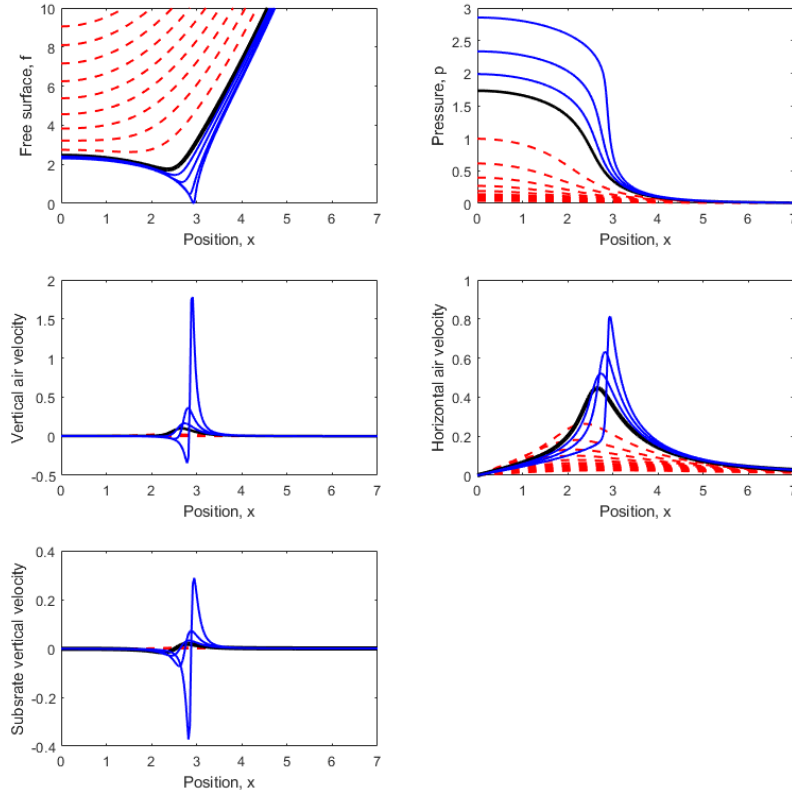 10
8
6
4
2
0
Free surface, f
0 1 2 3 4 5 6 7
Position, x
3
2.5
2
1.5
1
0.5
0
Pressure, p
0 1 2 3 4 5 6 7
Position, x
2
1.5
1
0.5
0
-0.5
Vertical air velocity
0 1 2 3 4 5 6 7
Position, x
1
0.8
0.6
0.4
0.2
0
Horizontal air velocity
0 1 2 3 4 5 6 7
Position, x
0.4
0.2
0
-0.2
-0.4
Subsrate vertical velocity
0 1 2 3 4 5 6 7
Position, x